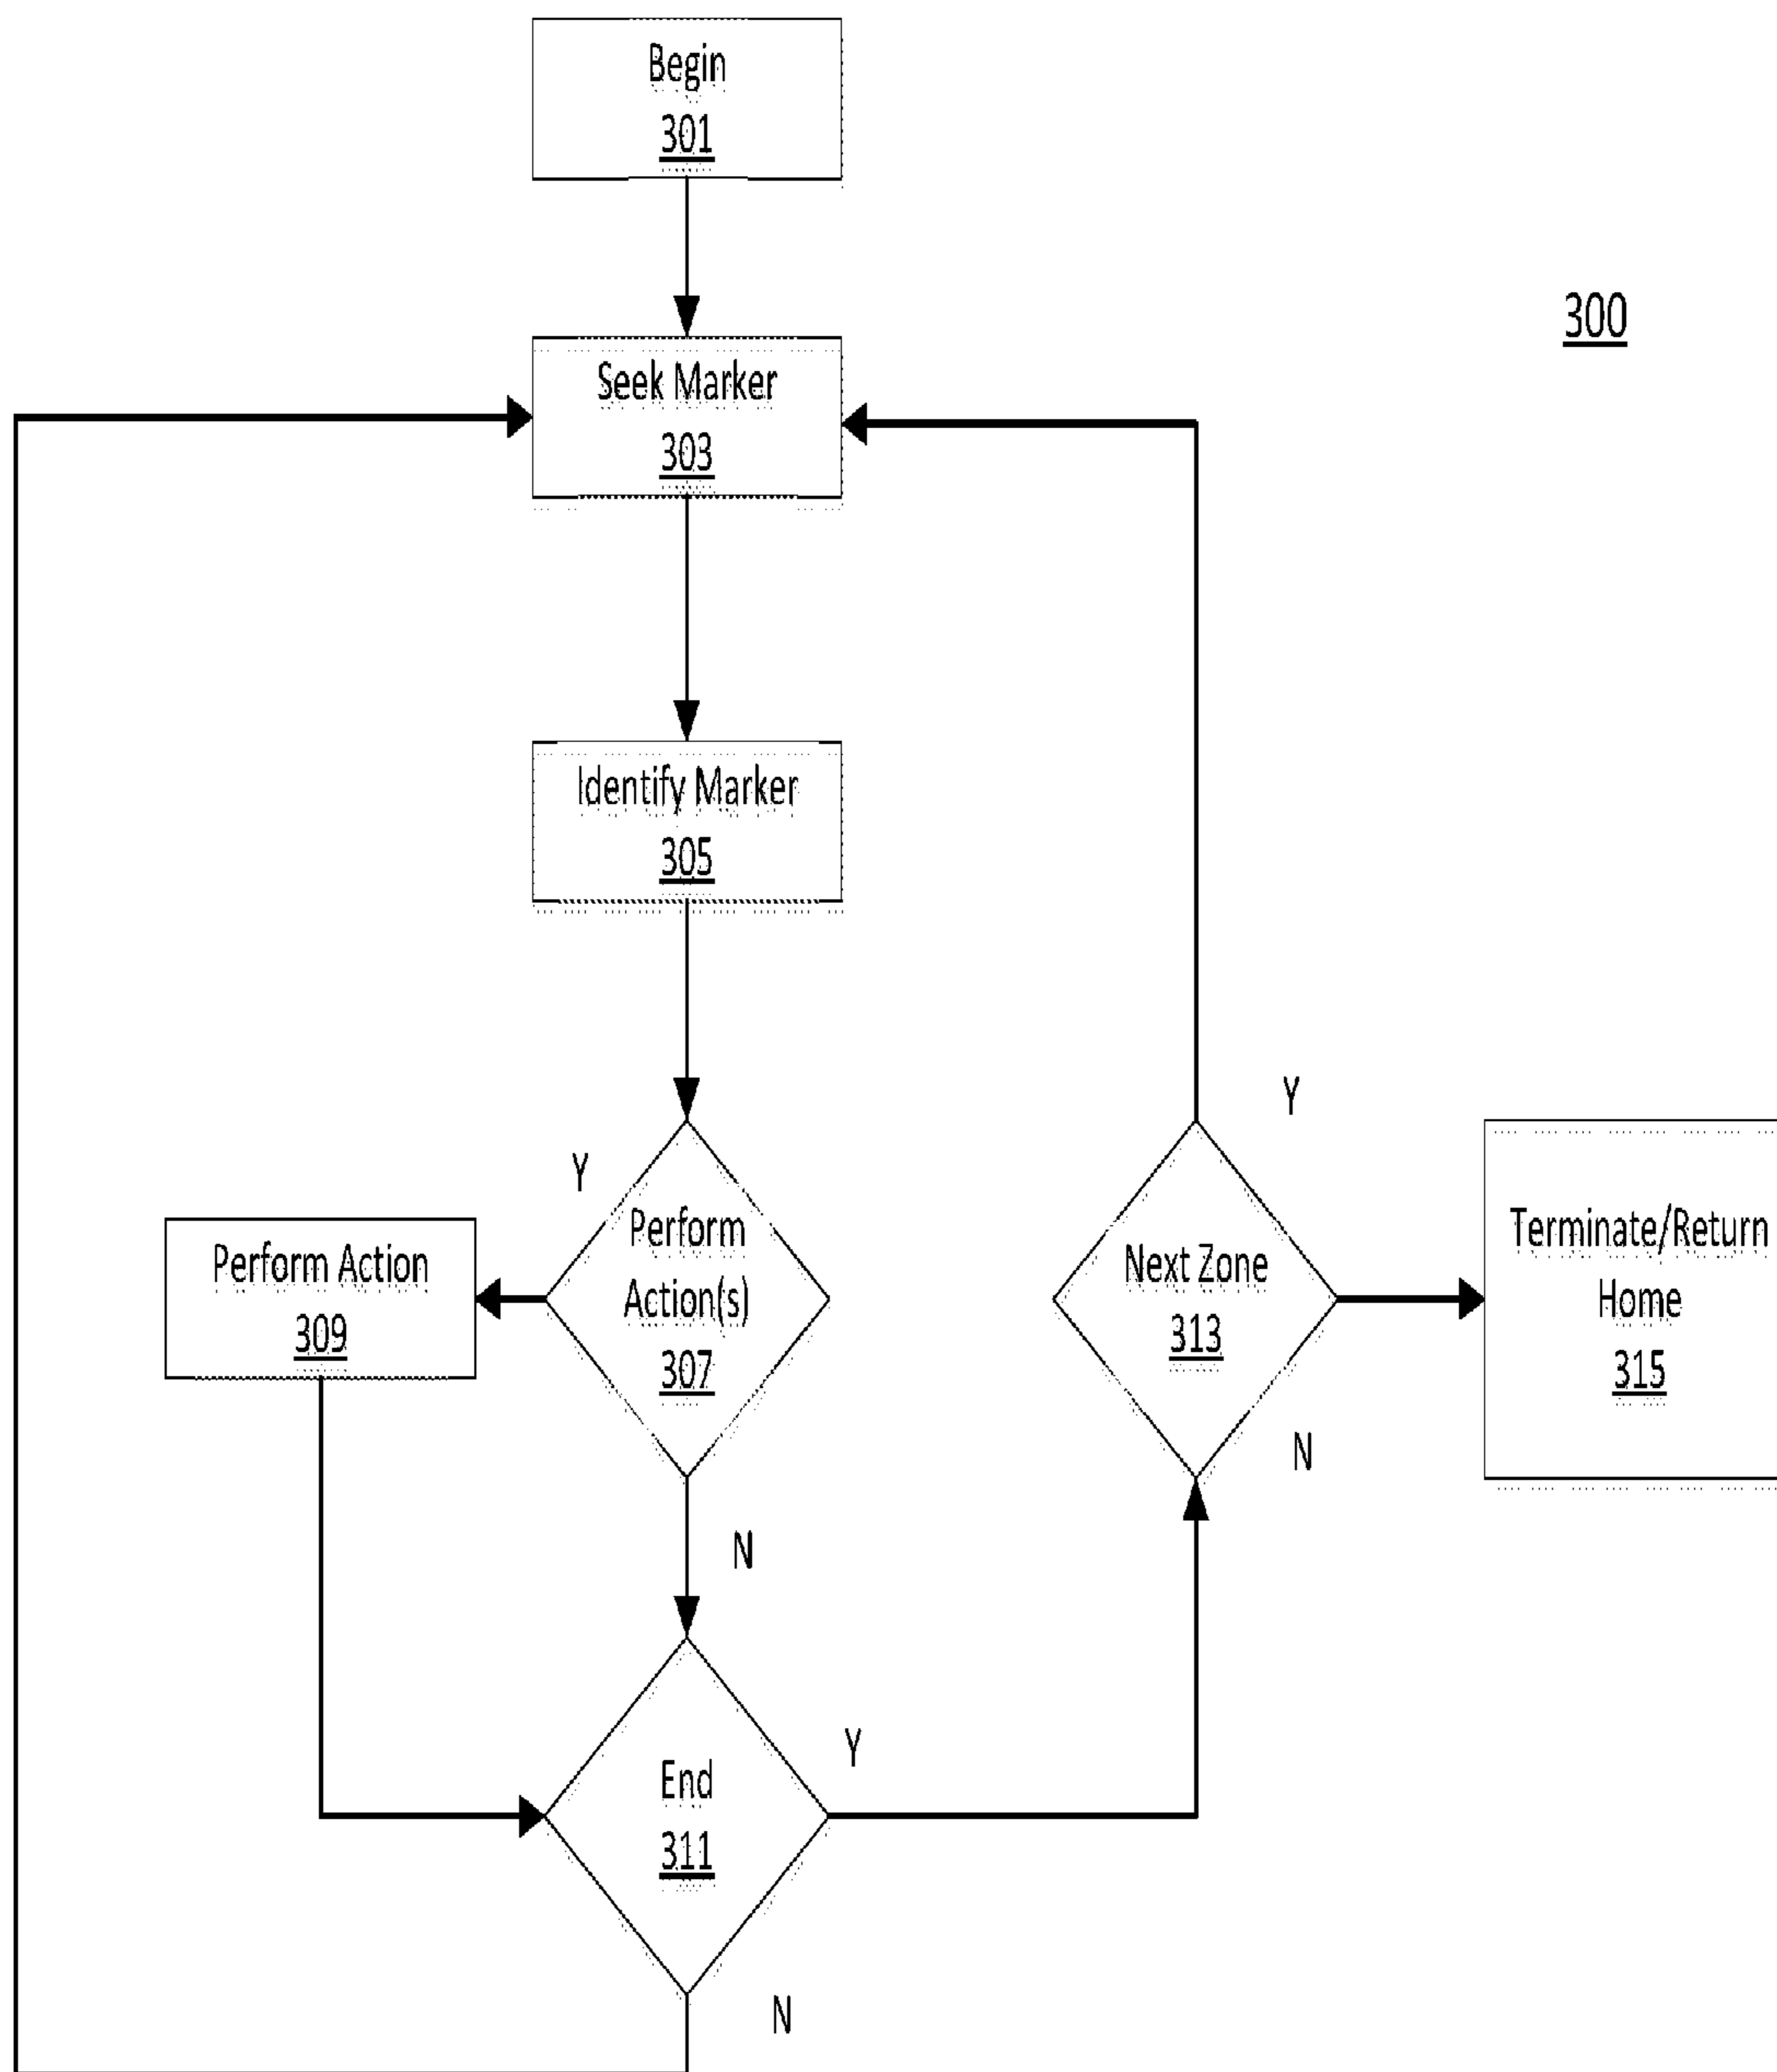 Begin
301
300
Seek Marker
303
Identify Marker
305
Y
Y
Perform
Action(s)
307
Perform Action
309
Next Zone
313
Terminate/Return
Home
315
N
N
Y
End
311
N